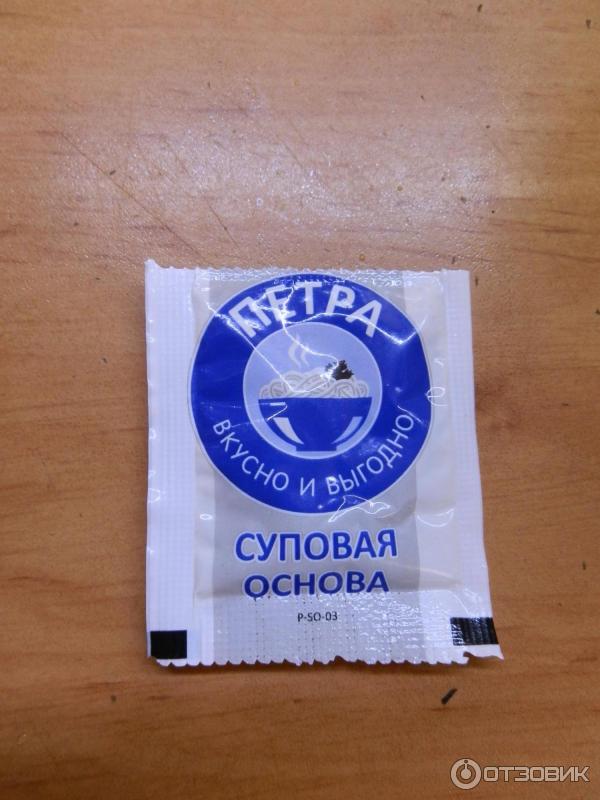 ПЕТРА
ВКУСНО И ВЫГОДНО
СУПОВАЯ
ОСНОВА
P-SO-03
ОТЗОВИК